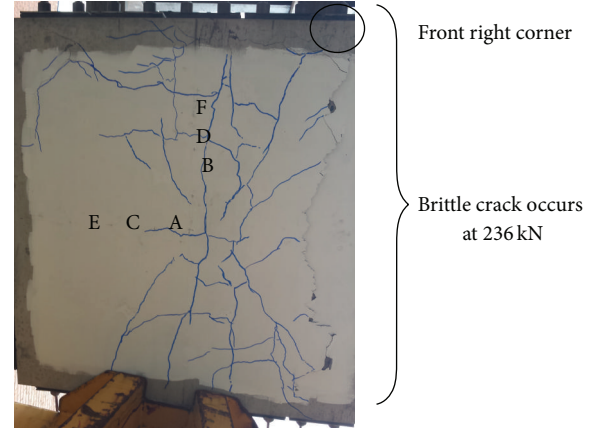 Front right corner
F
D
B
E C A
Brittle crack occurs
at 236 kN